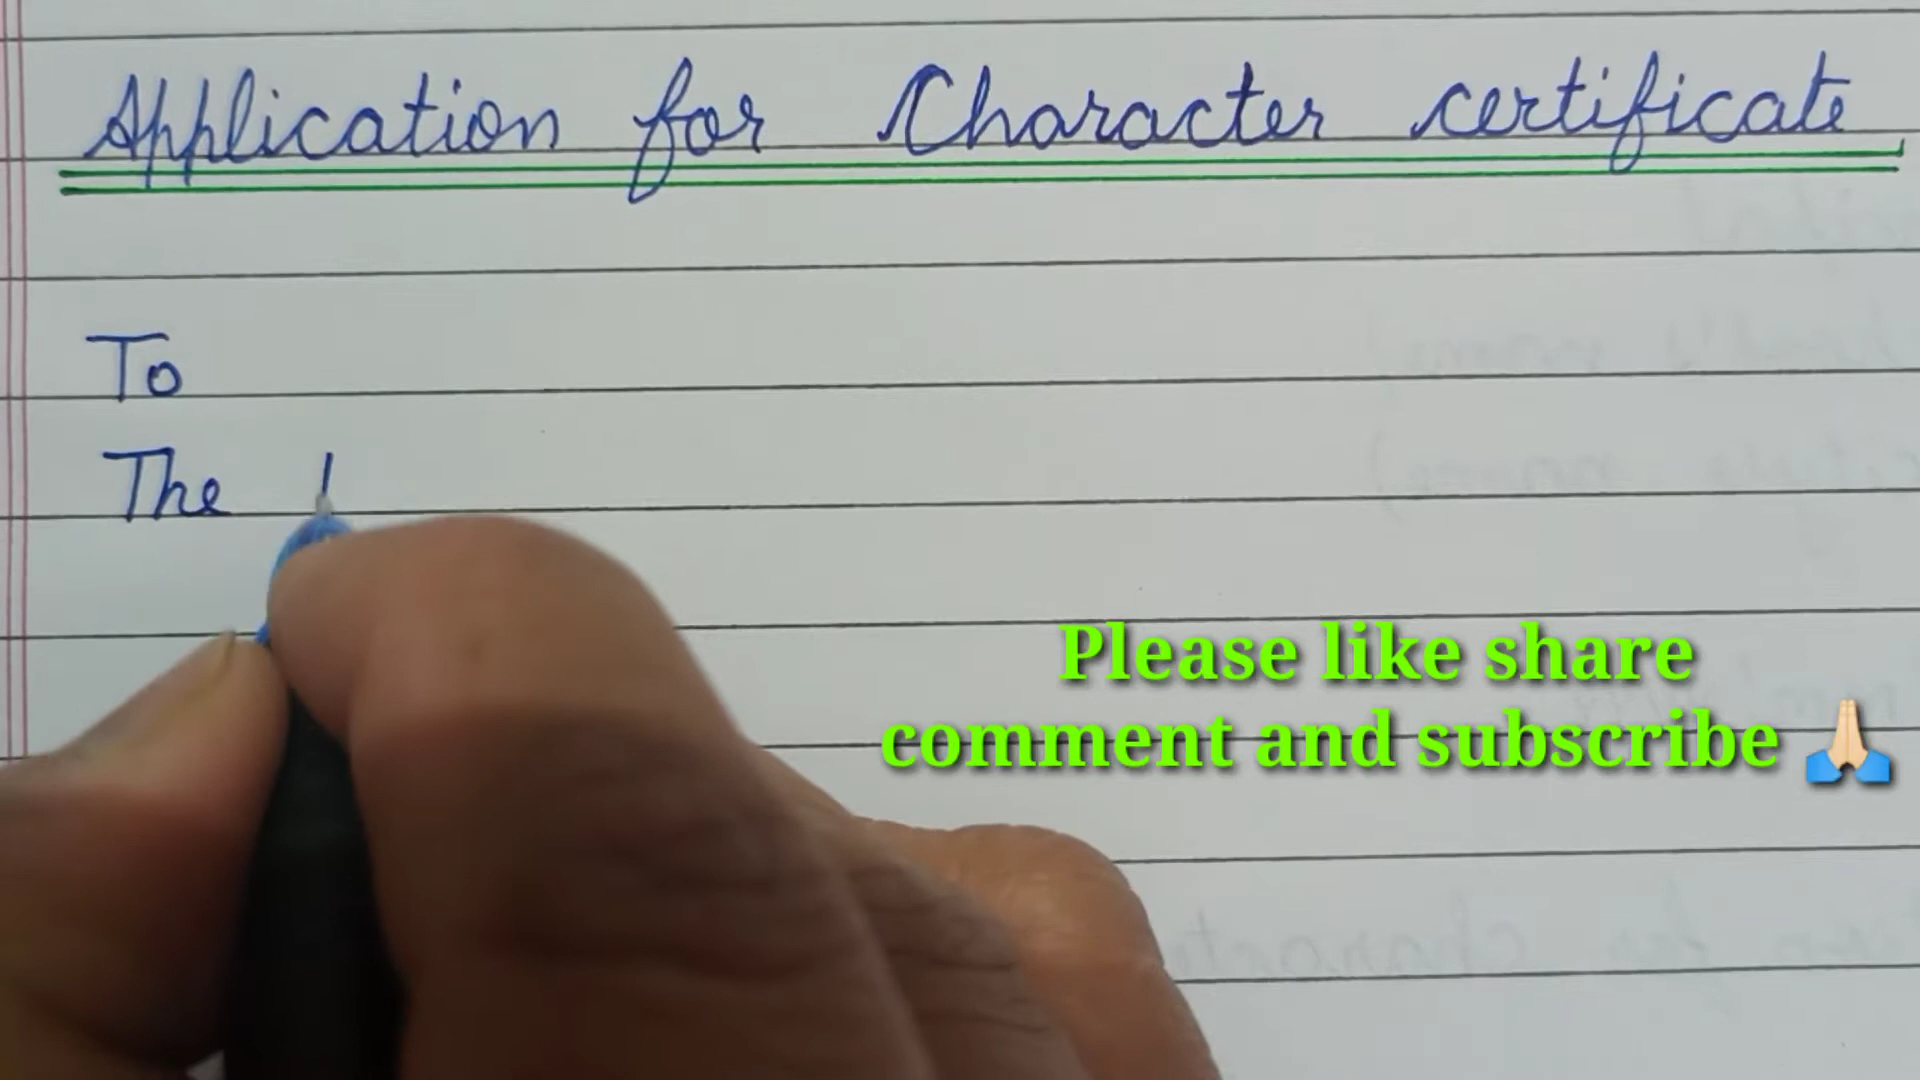 Application for Character certificate
To
The
Please like share
comment and subscribe 🙏🏻